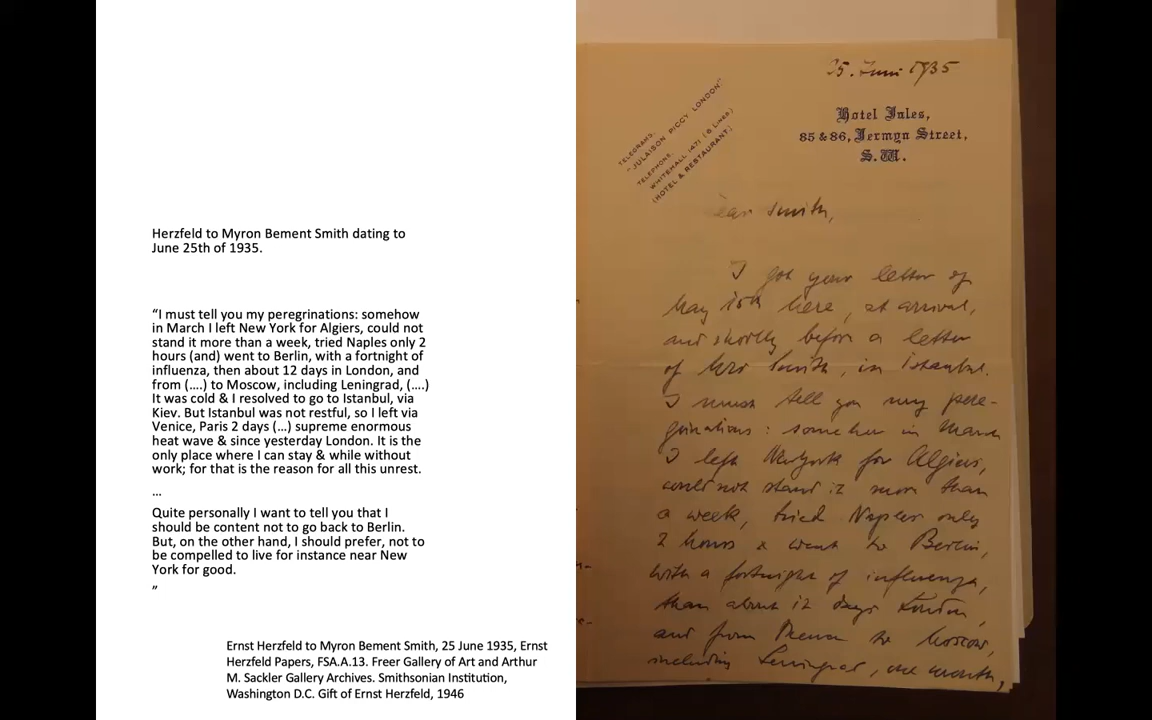 Herzfeld to Myron Bement Smith dating to
June 25th of 1935.
“I must tell you my peregrinations: somehow
in March I left New York for Algiers, could not
stand it more than a week, tried Naples only 2
hours (and) went to Berlin, with a fortnight of
influenza, then about 12 days in London, and
from (....) to Moscow, including Leningrad, (....)
It was cold & I resolved to go to Istanbul, via
Kiev. But Istanbul was not restful, so I left via
Venice, Paris 2 days (...) supreme enormous
heat wave & since yesterday London. It is the
only place where I can stay & while without
work; for that is the reason for all this unrest.
...
Quite personally I want to tell you that I
should be content not to go back to Berlin.
But, on the other hand, I should prefer, not to
be compelled to live for instance near New
York for good.
”
Ernst Herzfeld to Myron Bement Smith, 25 June 1935, Ernst
Herzfeld Papers, FSA.A.13. Freer Gallery of Art and Arthur
M. Sackler Gallery Archives. Smithsonian Institution,
Washington D.C. Gift of Ernst Herzfeld, 1946
25. Juni 1935
TELEGRAMS.
"JULAISON PICCY LONDON"
TELEPHONE.
WHITEHALL 1471 (6 LINES)
(HOTEL & RESTAURANT)
Hotel Jules,
85 & 86, Jermyn Street,
S.W.
Dear Smith,
I got your letter of
May 15th here, at arrival,
and shortly before a letter
of Mrs Smith, in Istanbul.
I must tell you my pere-
grinations: somehow in March
I left New York for Algiers,
could not stand it more than
a week, tried Naples only
2 hours & went to Berlin,
with a fortnight of influenza,
than about 12 days London,
and from to Moscow,
including Leningrad, one month,